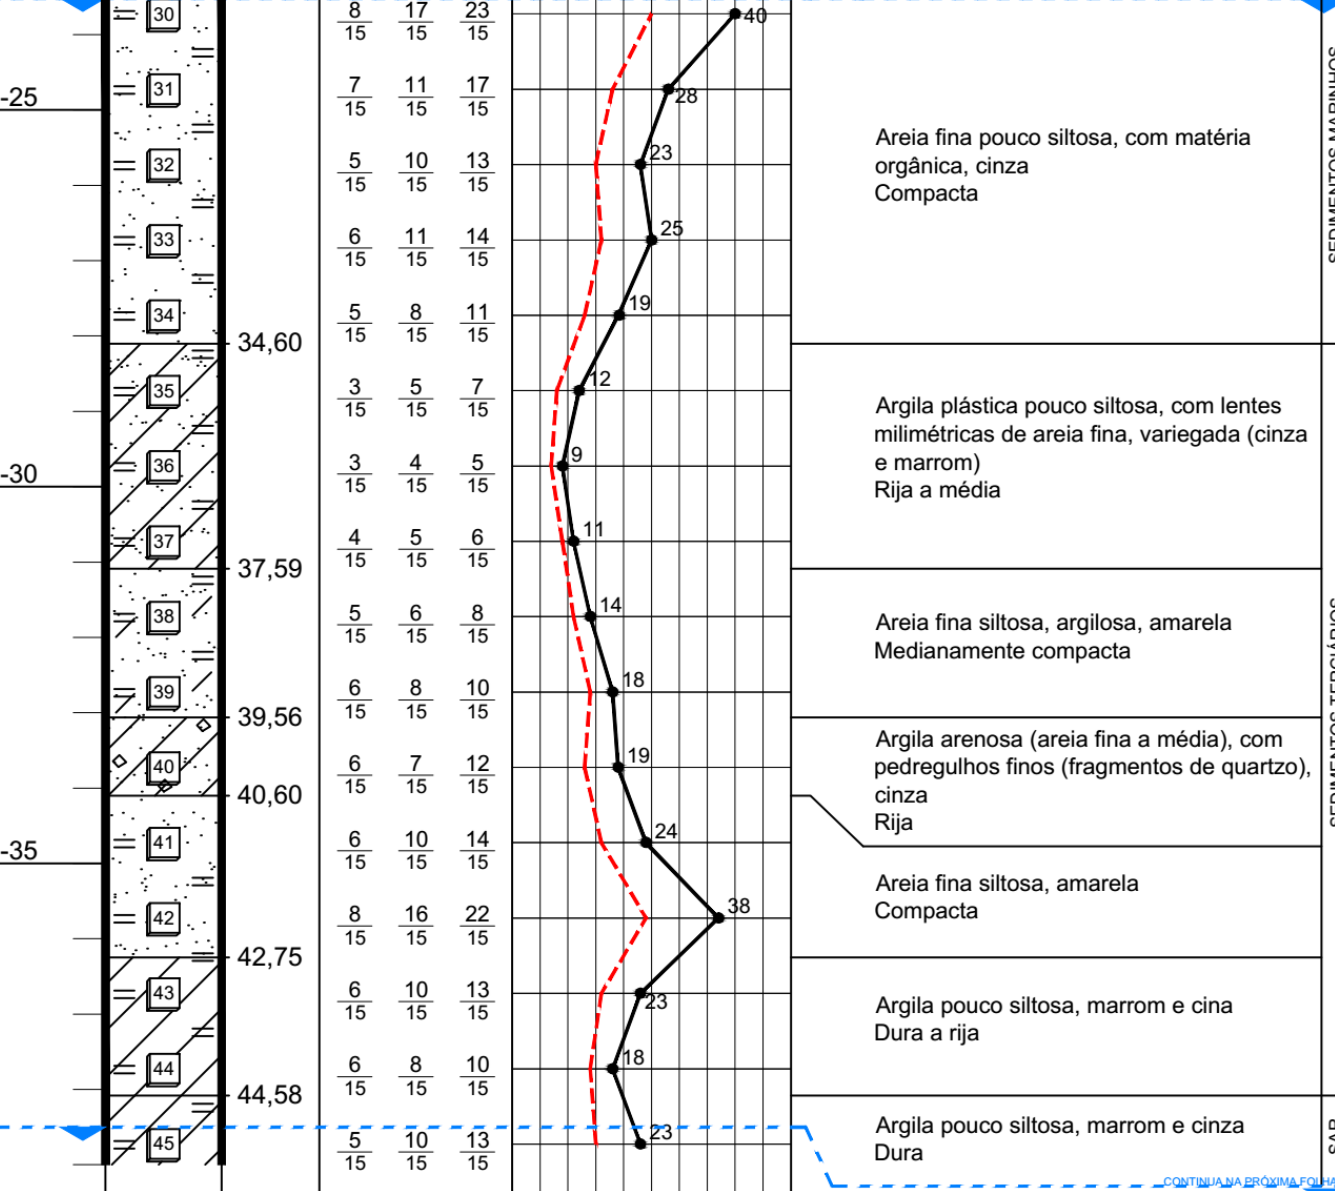 30 8/15 17/15 23/15 40
31 7/15 11/15 17/15 28
-25
32 5/15 10/15 13/15 23
33 6/15 11/15 14/15 25
34 5/15 8/15 11/15 19
Areia fina pouco siltosa, com matéria
orgânica, cinza
Compacta
SEDIMENTOS MARINHOS
34,60
35 3/15 5/15 7/15 12
36 3/15 4/15 5/15 9
-30
37 4/15 5/15 6/15 11
Argila plástica pouco siltosa, com lentes
milimétricas de areia fina, variegada (cinza
e marrom)
Rija a média
37,59
38 5/15 6/15 8/15 14
39 6/15 8/15 10/15 18
Areia fina siltosa, argilosa, amarela
Medianamente compacta
SEDIMENTOS TERCIÁRIOS
39,56
40 6/15 7/15 12/15 19
Argila arenosa (areia fina a média), com
pedregulhos finos (fragmentos de quartzo),
cinza
Rija
40,60
41 6/15 10/15 14/15 24
-35
42 8/15 16/15 22/15 38
Areia fina siltosa, amarela
Compacta
42,75
43 6/15 10/15 13/15 23
44 6/15 8/15 10/15 18
Argila pouco siltosa, marrom e cina
Dura a rija
44,58
45 5/15 10/15 13/15 23
Argila pouco siltosa, marrom e cinza
Dura
CONTINUA NA PRÓXIMA FOLHA